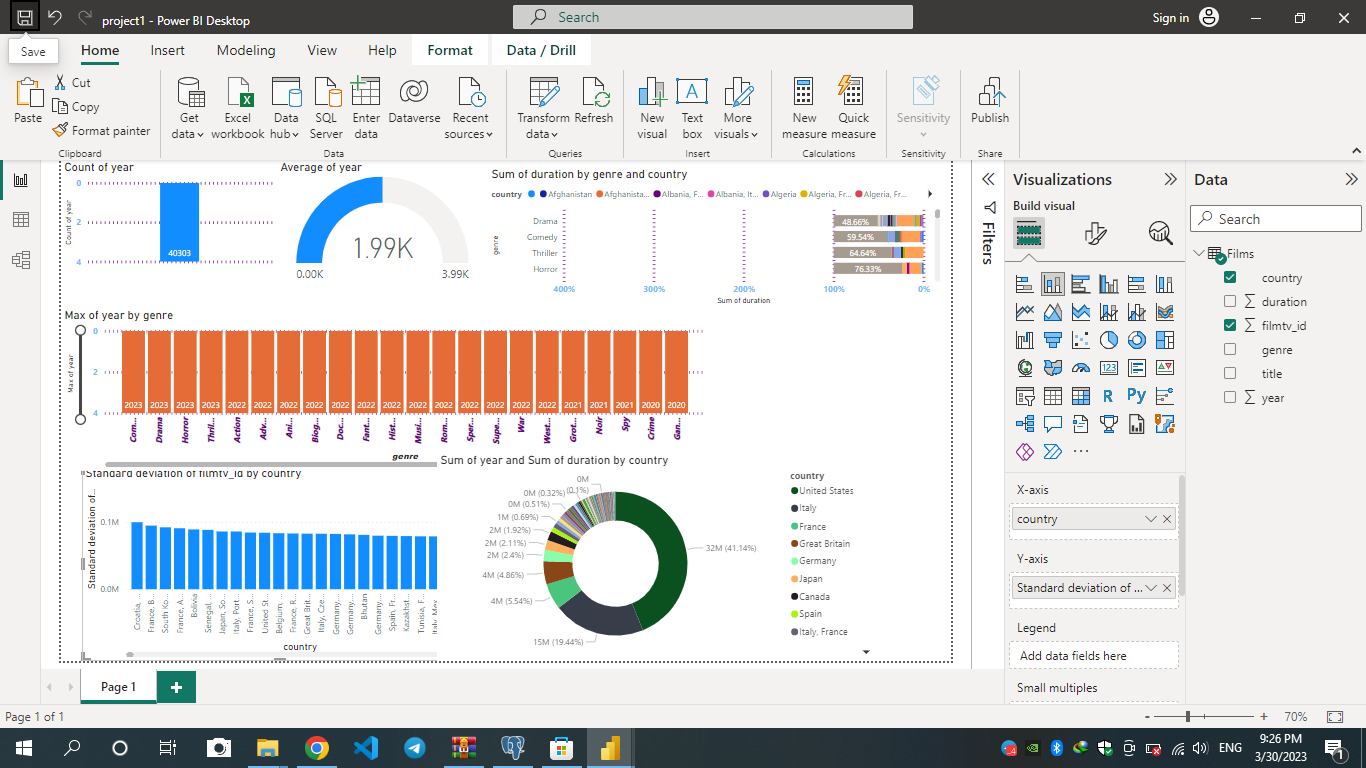 project1 - Power BI Desktop
Search
Sign in
Save
Home Insert Modeling View Help Format Data / Drill
Paste
Cut
Copy
Format painter
Get data
Excel workbook
Data hub
SQL Server
Enter data
Dataverse
Recent sources
Transform data
Refresh
New visual
Text box
More visuals
New measure
Quick measure
Sensitivity
Publish
Clipboard Data Queries Insert Calculations Sensitivity Share
Count of year
Count of year
0
2
4
40303
Average of year
1.99K
0.00K 3.99K
Sum of duration by genre and country
country Afghanistan Afghanista... Albania, F... Albania, It... Algeria Algeria, Fr... Algeria, Fr...
genre
Drama 48.66%
Comedy 59.54%
Thriller 64.64%
Horror 76.33%
400% 300% 200% 100% 0%
Sum of duration
Max of year by genre
Max of year
0
2
4
2023 2023 2023 2023 2022 2022 2022 2022 2022 2022 2022 2022 2022 2022 2022 2022 2022 2021 2021 2021 2020 2020
Com... Drama Horror Thril... Action Adv... Ani... Biog... Doc... Fant... Hist... Musi... Rom... Sper... Supe... War West... Grot... Noir Spy Crime Gan...
genre
Standard deviation of filmtv_id by country
Standard deviation of...
0.1M
0.0M
Croatia,... France, B... South Ko... France, A... Bolivia Senegal, ... Japan, So... Italy, Port... France, S... United St... Belgium, ... France, R... Great Brit... Italy, Cze... Germany,... Germany,... Bhutan Germany,... Spain, Fr... Kazakhst... Tunisia, F... Italy, Mex
country
Sum of year and Sum of duration by country
0M
(0.1%)
0M (0.32%)
0M (0.51%)
1M (0.69%)
2M (1.92%)
2M (2.11%)
2M (2.4%)
4M (4.86%)
4M (5.54%)
15M (19.44%)
32M (41.14%)
country
United States
Italy
France
Great Britain
Germany
Japan
Canada
Spain
Italy, France
Filters
Visualizations
Build visual
123
R
Py
X-axis
country
Y-axis
Standard deviation of ...
Legend
Add data fields here
Small multiples
Data
Search
Films
country
duration
filmtv_id
genre
title
year
Page 1
Page 1 of 1
- + 70%
ENG
9:26 PM
3/30/2023
1